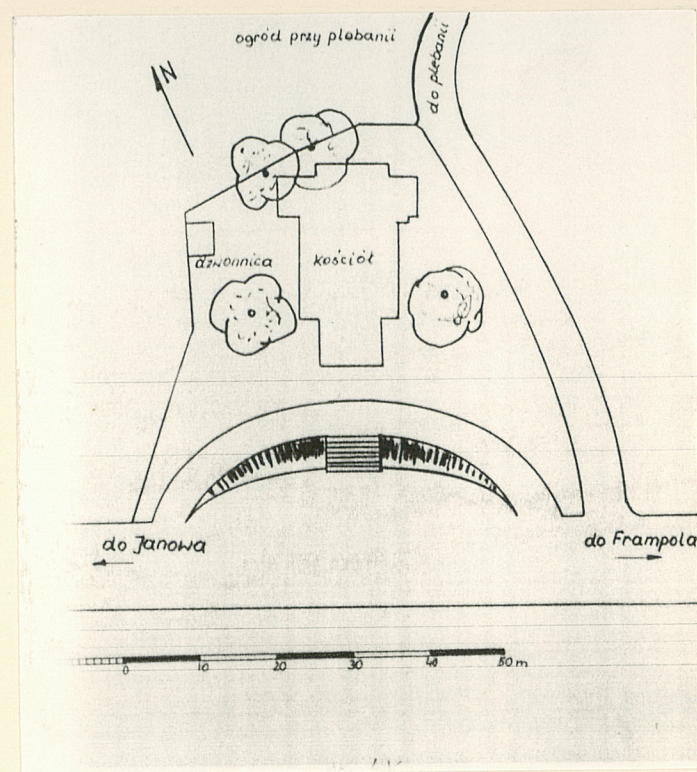 ogród przy plebanii
do plebanii
N
dzwonnica
kościół
do Janowa
do Frampola
0 10 20 30 40 50 m